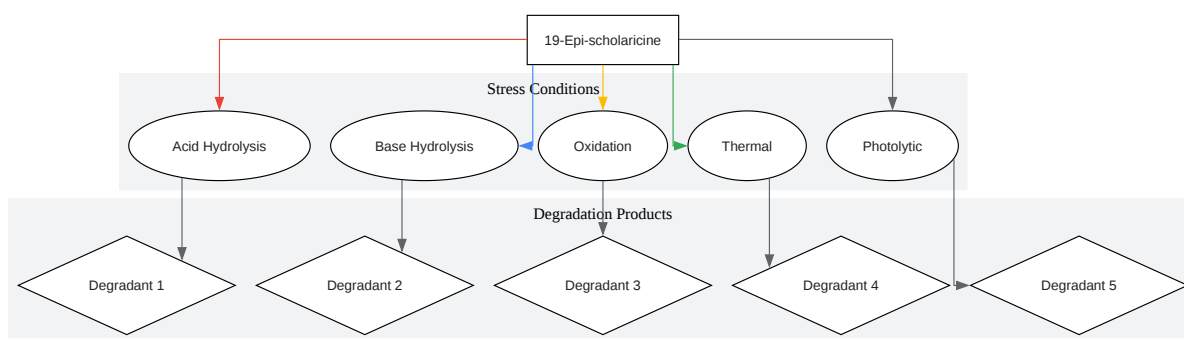 19-Epi-scholaricine
Stress Conditions
Acid Hydrolysis
Base Hydrolysis
Oxidation
Thermal
Photolytic
Degradation Products
Degradant 1
Degradant 2
Degradant 3
Degradant 4
Degradant 5